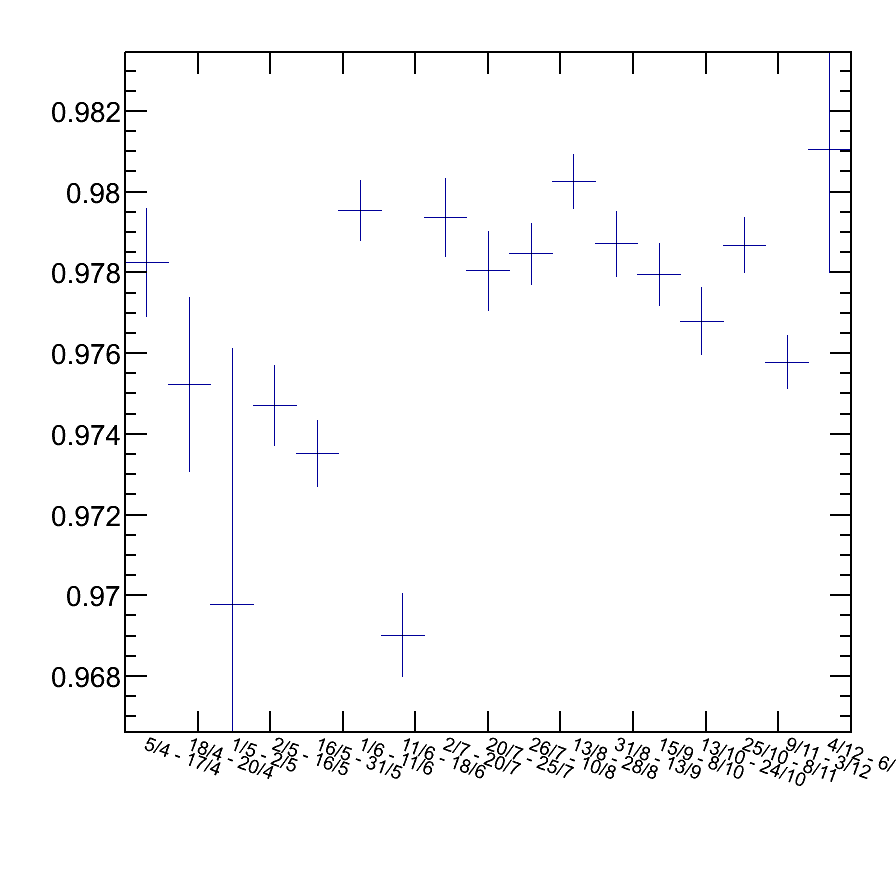 0.982
0.98
0.978
0.976
0.974
0.972
0.97
0.968
5/4 - 17/4
18/4 - 20/4
1/5 - 2/5
2/5 - 16/5
16/5 - 31/5
1/6 - 11/6
11/6 - 18/6
2/7 - 20/7
20/7 - 25/7
26/7 - 10/8
13/8 - 28/8
31/8 - 13/9
15/9 - 8/10
13/10 - 24/10
25/10 - 8/11
9/11 - 3/12
4/12 - 6/